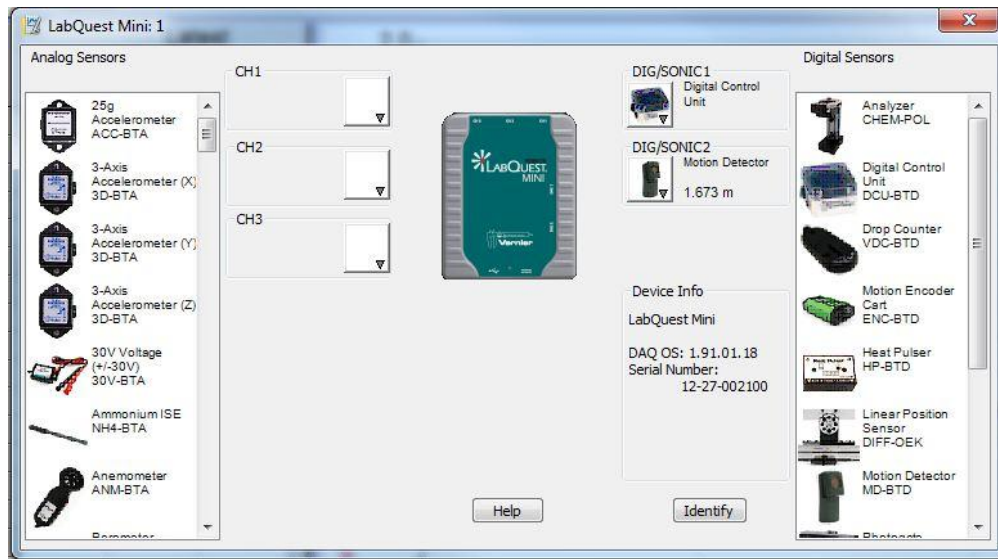 LabQuest Mini: 1
Analog Sensors
25g
Accelerometer
ACC-BTA
3-Axis
Accelerometer (X)
3D-BTA
3-Axis
Accelerometer (Y)
3D-BTA
3-Axis
Accelerometer (Z)
3D-BTA
30V Voltage
(+/-30V)
30V-BTA
Ammonium ISE
NH4-BTA
Anemometer
ANM-BTA
Barometer
CH1
CH2
CH3
LABQUEST
MINI
Vernier
DIG/SONIC1
Digital Control
Unit
DIG/SONIC2
Motion Detector
1.673 m
Device Info
LabQuest Mini
DAQ OS: 1.91.01.18
Serial Number:
12-27-002100
Help
Identify
Digital Sensors
Analyzer
CHEM-POL
Digital Control
Unit
DCU-BTD
Drop Counter
VDC-BTD
Motion Encoder
Cart
ENC-BTD
Heat Pulser
HP-BTD
Linear Position
Sensor
DIFF-OEK
Motion Detector
MD-BTD
Photogate